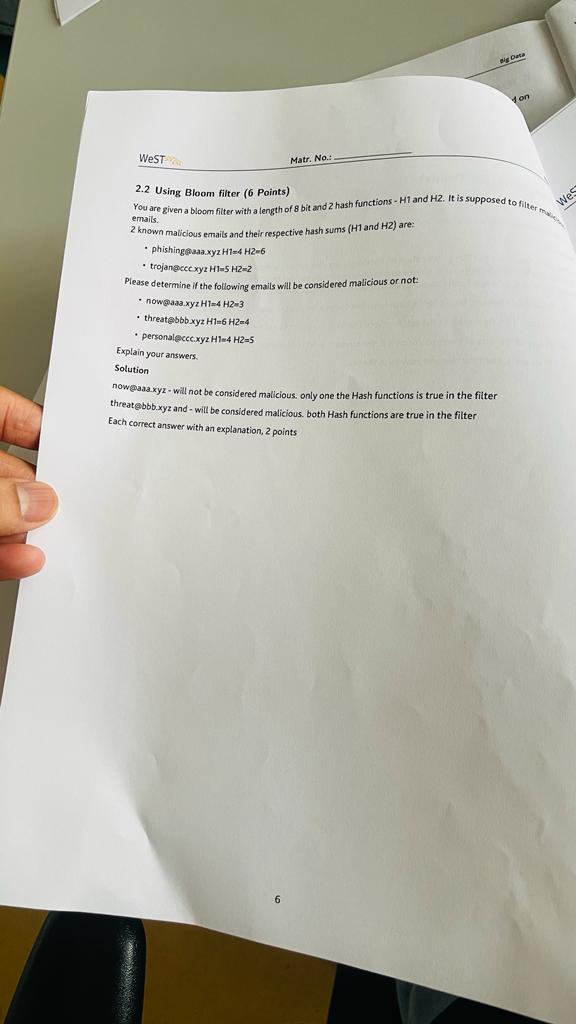 Big Data
d on
WeST
Matr. No.:
WeS
2.2 Using Bloom filter (6 Points)
You are given a bloom filter with a length of 8 bit and 2 hash functions - H1 and H2. It is supposed to filter
emails.
2 known malicious emails and their respective hash sums (H1 and H2) are:
• phishing@aaa.xyz H1=4 H2=6
• trojan@ccc.xyz H1=5 H2=2
Please determine if the following emails will be considered malicious or not:
• now@aaa.xyz H1=4 H2=3
• threat@bbb.xyz H1=6 H2=4
• personal@ccc.xyz H1=4 H2=5
Explain your answers.
Solution
now@aaa.xyz - will not be considered malicious. only one the Hash functions is true in the filter
threat@bbb.xyz and - will be considered malicious. both Hash functions are true in the filter
Each correct answer with an explanation, 2 points
6